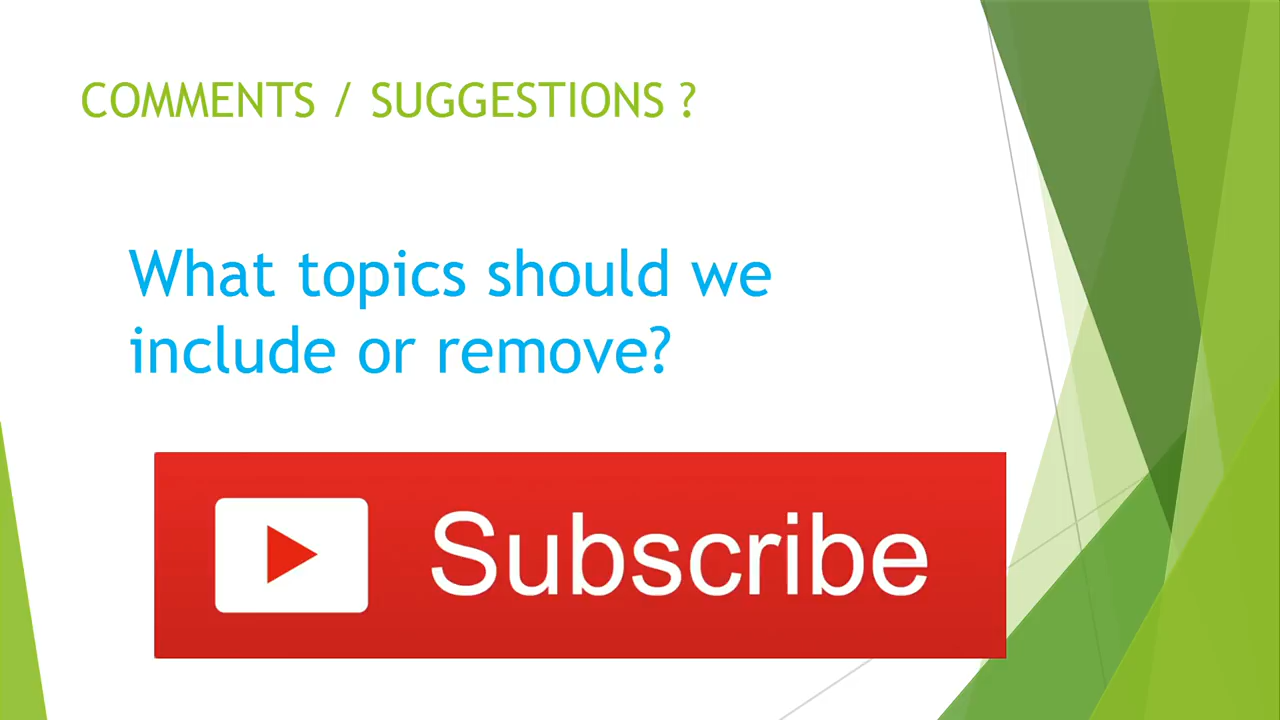 COMMENTS / SUGGESTIONS ?
What topics should we
include or remove?
Subscribe